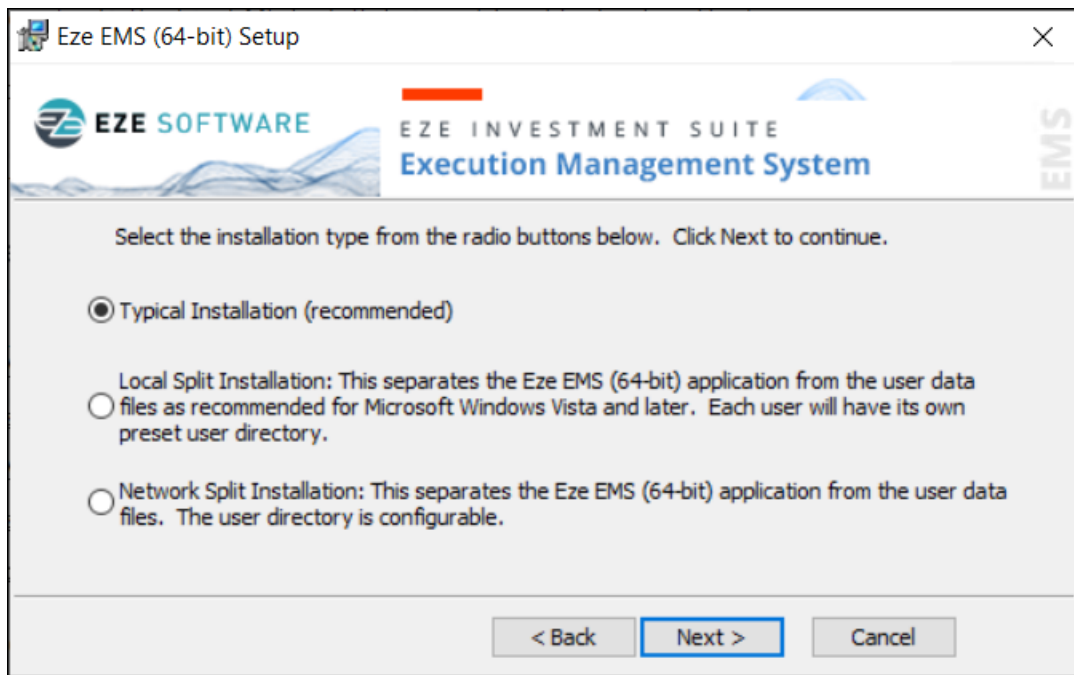 Eze EMS (64-bit) Setup
EZE SOFTWARE
EZE INVESTMENT SUITE
Execution Management System
EMS
Select the installation type from the radio buttons below.  Click Next to continue.
Typical Installation (recommended)
Local Split Installation: This separates the Eze EMS (64-bit) application from the user data
files as recommended for Microsoft Windows Vista and later.  Each user will have its own
preset user directory.
Network Split Installation: This separates the Eze EMS (64-bit) application from the user data
files.  The user directory is configurable.
< Back
Next >
Cancel